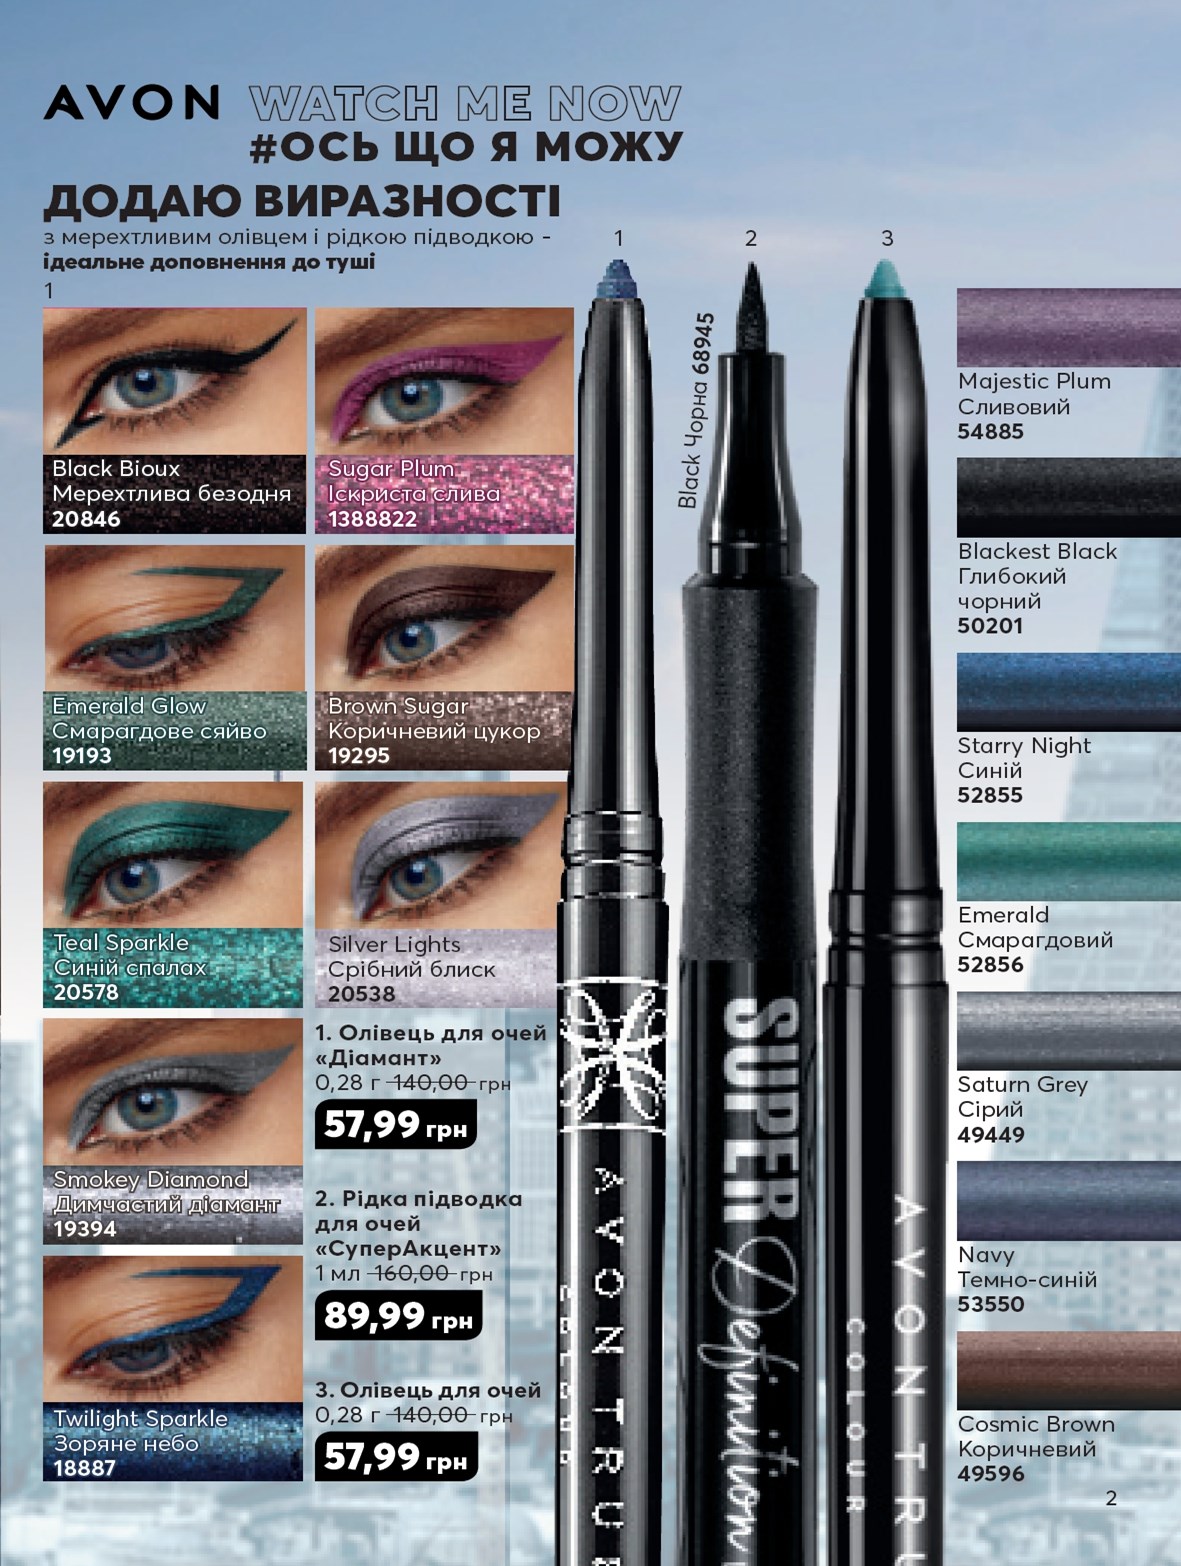 AVON WATCH ME NOW
#ОСЬ ЩО Я МОЖУ
ДОДАЮ ВИРАЗНОСТІ
з мерехтливим олівцем і рідкою підводкою -
ідеальне доповнення до туші
1
Black Bioux
Мерехтлива безодня
20846
Sugar Plum
Іскриста слива
1388822
Emerald Glow
Смарагдове сяйво
19193
Brown Sugar
Коричневий цукор
19295
Teal Sparkle
Синій спалах
20578
Silver Lights
Срібний блиск
20538
Smokey Diamond
Димчастий діамант
19394
Twilight Sparkle
Зоряне небо
18887
1. Олівець для очей
«Діамант»
0,28 г 140,00 грн
57,99 грн
2. Рідка підводка
для очей
«СуперАкцент»
1 мл 160,00 грн
89,99 грн
3. Олівець для очей
0,28 г 140,00 грн
57,99 грн
1
2
3
Black Чорна 68945
AVON TRUE
SUPER
Definition
AVON TRU
COLOUR
Majestic Plum
Сливовий
54885
Blackest Black
Глибокий
чорний
50201
Starry Night
Синій
52855
Emerald
Смарагдовий
52856
Saturn Grey
Сірий
49449
Navy
Темно-синій
53550
Cosmic Brown
Коричневий
49596
2